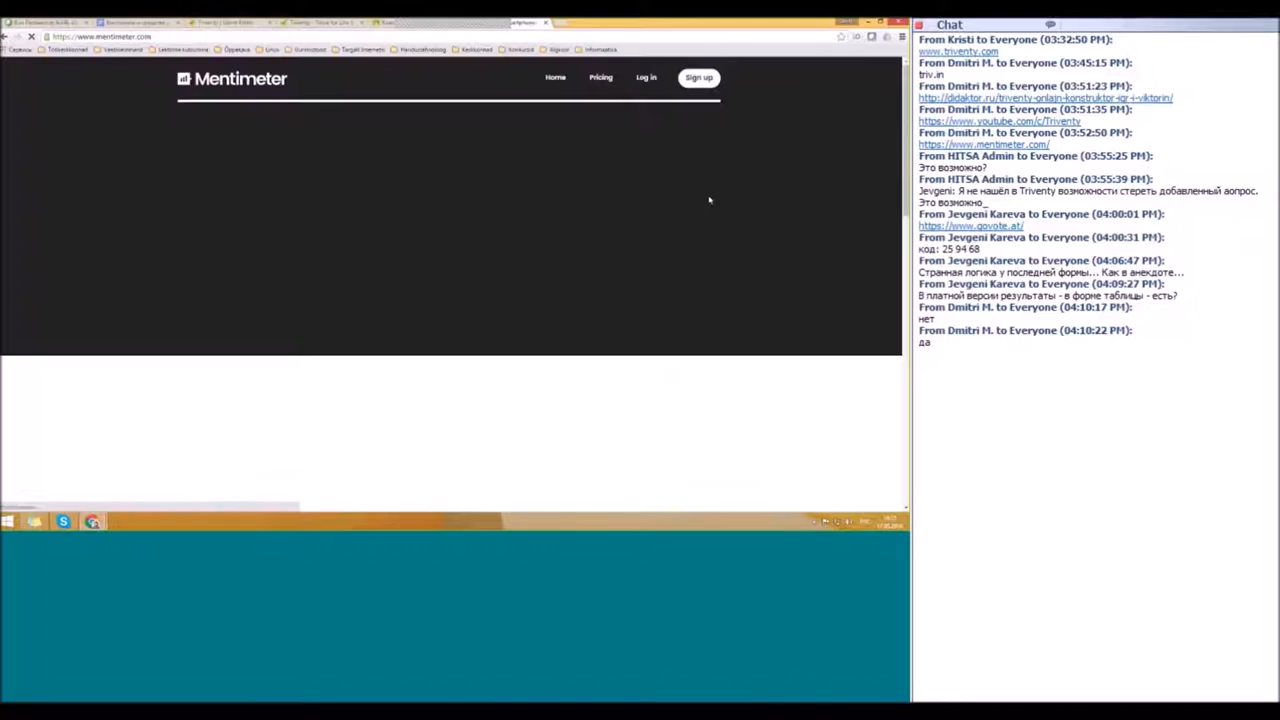 https://www.mentimeter.com
Mentimeter
Home
Pricing
Log in
Sign up
Chat
From Kristi to Everyone (03:32:50 PM):
www.triventy.com
From Dmitri M. to Everyone (03:45:15 PM):
triv.in
From Dmitri M. to Everyone (03:51:23 PM):
http://didaktor.ru/triventy-onlajn-konstruktor-igr-i-viktorin/
From Dmitri M. to Everyone (03:51:35 PM):
https://www.youtube.com/c/Triventy
From Dmitri M. to Everyone (03:52:50 PM):
https://www.mentimeter.com/
From HITSA Admin to Everyone (03:55:25 PM):
Это возможно?
From HITSA Admin to Everyone (03:55:39 PM):
Jevgeni: Я не нашёл в Triventy возможности стереть добавленный аопрос.
Это возможно_
From Jevgeni Kareva to Everyone (04:00:01 PM):
https://www.govote.at/
From Jevgeni Kareva to Everyone (04:00:31 PM):
код: 25 94 68
From Jevgeni Kareva to Everyone (04:06:47 PM):
Странная логика у последней формы... Как в анекдоте...
From Jevgeni Kareva to Everyone (04:09:27 PM):
В платной версии результаты - в форме таблицы - есть?
From Dmitri M. to Everyone (04:10:17 PM):
нет
From Dmitri M. to Everyone (04:10:22 PM):
да